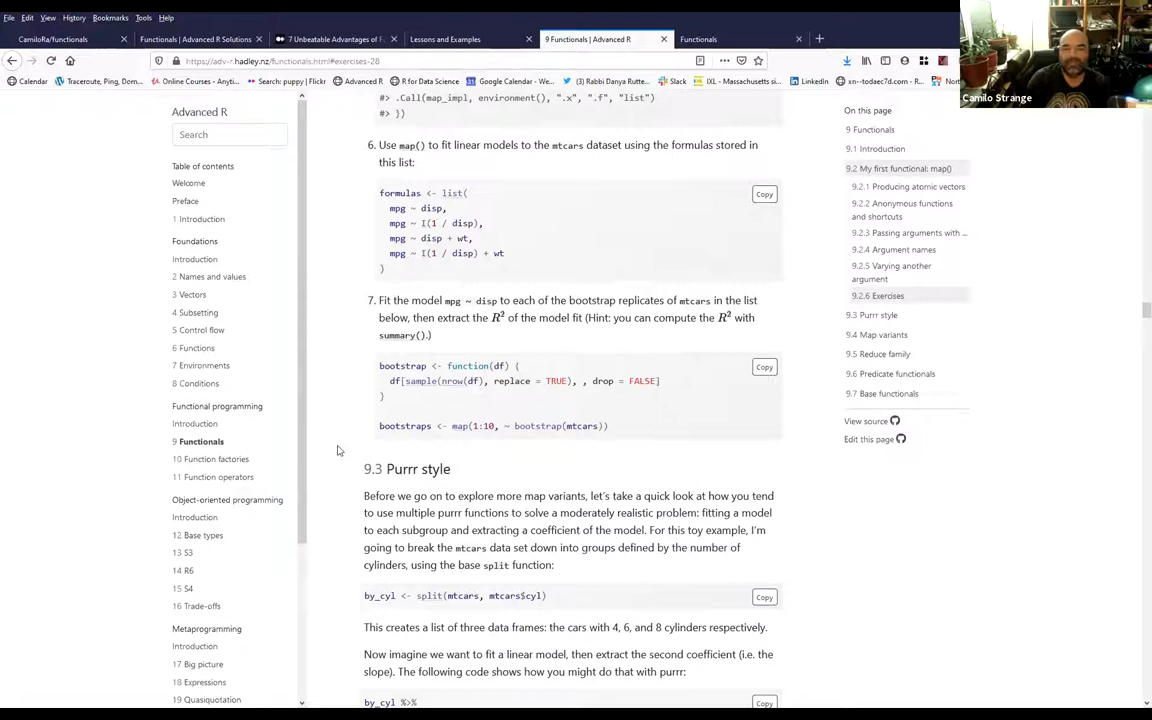 File Edit View History Bookmarks Tools Help
CamiloRa/functionals
Functionals | Advanced R Solutions
7 Unbeatable Advantages of F
Lessons and Examples
9 Functionals | Advanced R
Functionals
https://adv-r.hadley.nz/functionals.html#exercises-28
Calendar
Traceroute, Ping, Dom…
Online Courses - Anyti…
Search: puppy | Flickr
Advanced R
R for Data Science
Google Calendar - We…
(3) Rabbi Danya Rutte…
Slack
IXL - Massachusetts si…
LinkedIn
xn--todaec7d.com - C…
Camilo Strange
Advanced R
Search
Table of contents
Welcome
Preface
1 Introduction
Foundations
Introduction
2 Names and values
3 Vectors
4 Subsetting
5 Control flow
6 Functions
7 Environments
8 Conditions
Functional programming
Introduction
9 Functionals
10 Function factories
11 Function operators
Object-oriented programming
Introduction
12 Base types
13 S3
14 R6
15 S4
16 Trade-offs
Metaprogramming
Introduction
17 Big picture
18 Expressions
19 Quasiquotation
#> .Call(map_impl, environment(), ".x", ".f", "list")
#> })
6. Use map() to fit linear models to the mtcars dataset using the formulas stored in
this list:
formulas <- list(
mpg ~ disp,
mpg ~ I(1 / disp),
mpg ~ disp + wt,
mpg ~ I(1 / disp) + wt
)
Copy
7. Fit the model mpg ~ disp to each of the bootstrap replicates of mtcars in the list
below, then extract the R² of the model fit (Hint: you can compute the R² with
summary().)
bootstrap <- function(df) {
df[sample(nrow(df), replace = TRUE), , drop = FALSE]
}
bootstraps <- map(1:10, ~ bootstrap(mtcars))
Copy
9.3 Purrr style
Before we go on to explore more map variants, let's take a quick look at how you tend
to use multiple purrr functions to solve a moderately realistic problem: fitting a model
to each subgroup and extracting a coefficient of the model. For this toy example, I'm
going to break the mtcars data set down into groups defined by the number of
cylinders, using the base split function:
by_cyl <- split(mtcars, mtcars$cyl)
Copy
This creates a list of three data frames: the cars with 4, 6, and 8 cylinders respectively.
Now imagine we want to fit a linear model, then extract the second coefficient (i.e. the
slope). The following code shows how you might do that with purrr:
by_cyl %>%
Copy
On this page
9 Functionals
9.1 Introduction
9.2 My first functional: map()
9.2.1 Producing atomic vectors
9.2.2 Anonymous functions
and shortcuts
9.2.3 Passing arguments with …
9.2.4 Argument names
9.2.5 Varying another
argument
9.2.6 Exercises
9.3 Purrr style
9.4 Map variants
9.5 Reduce family
9.6 Predicate functionals
9.7 Base functionals
View source
Edit this page